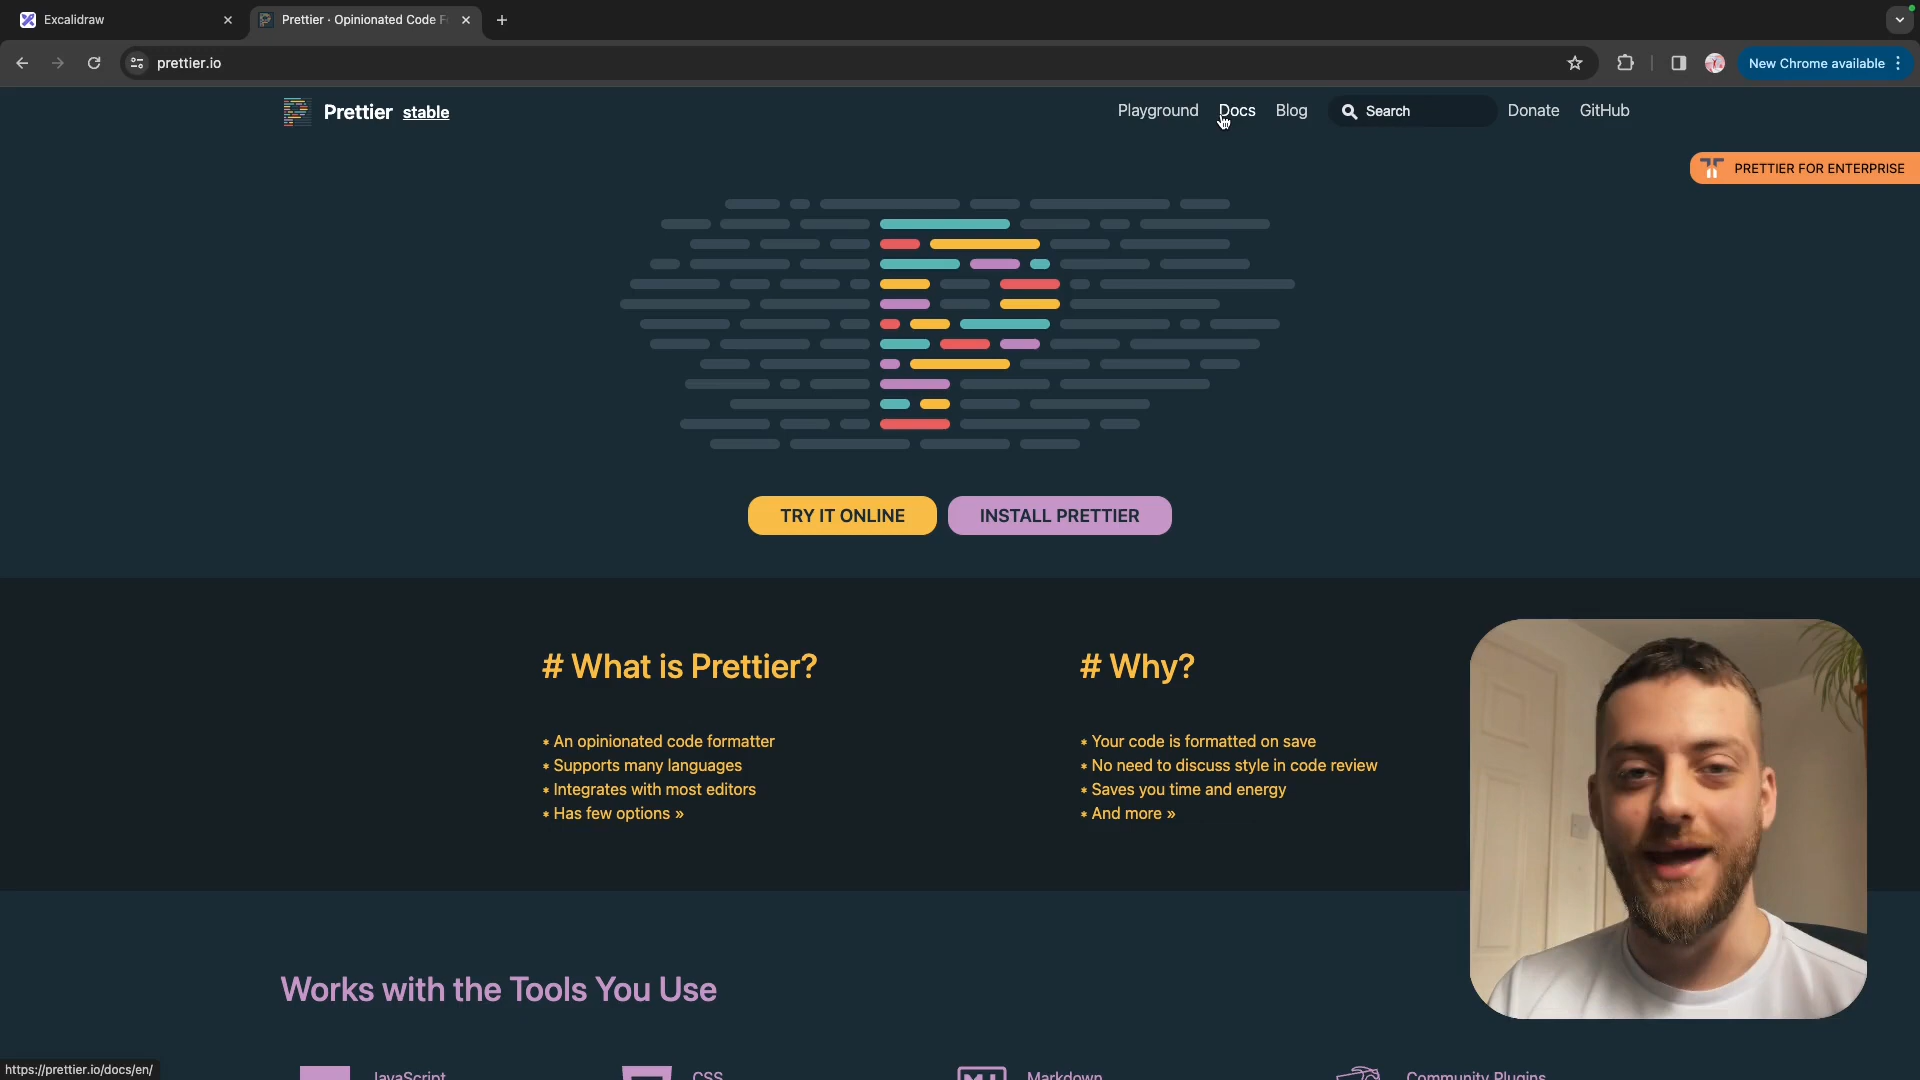 Excalidraw
Prettier · Opinionated Code F
prettier.io
New Chrome available
Prettier stable
Playground Docs Blog Search Donate GitHub
PRETTIER FOR ENTERPRISE
TRY IT ONLINE INSTALL PRETTIER
# What is Prettier?
* An opinionated code formatter
* Supports many languages
* Integrates with most editors
* Has few options »
# Why?
* Your code is formatted on save
* No need to discuss style in code review
* Saves you time and energy
* And more »
Works with the Tools You Use
JavaScript CSS Markdown Community Plugins
https://prettier.io/docs/en/